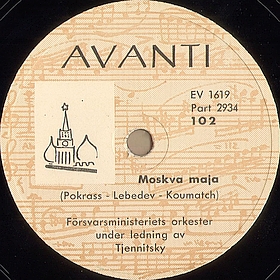 AVANTI
EV 1619
Part 2934
102
Moskva maja
(Pokrass - Lebedev - Koumatch)
Försvarsministeriets orkester
under ledning av
Tjennitsky